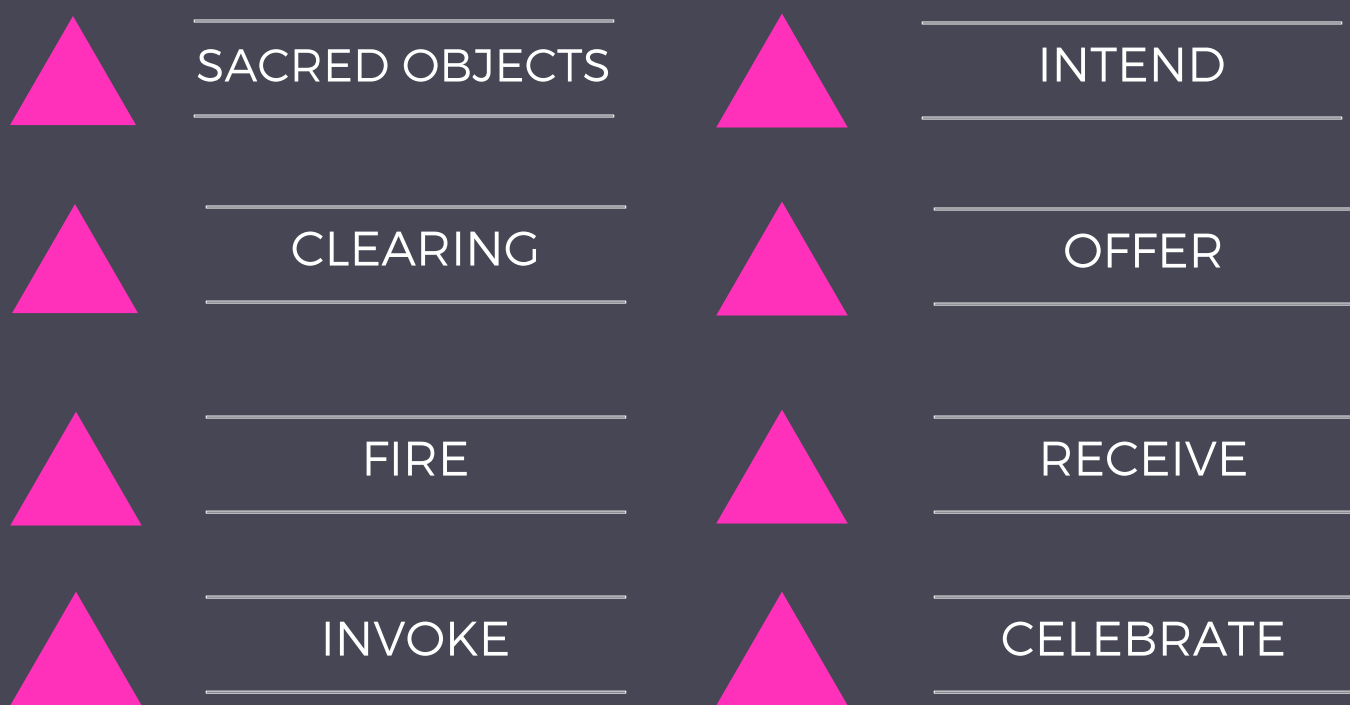 SACRED OBJECTS
CLEARING
FIRE
INVOKE
INTEND
OFFER
RECEIVE
CELEBRATE